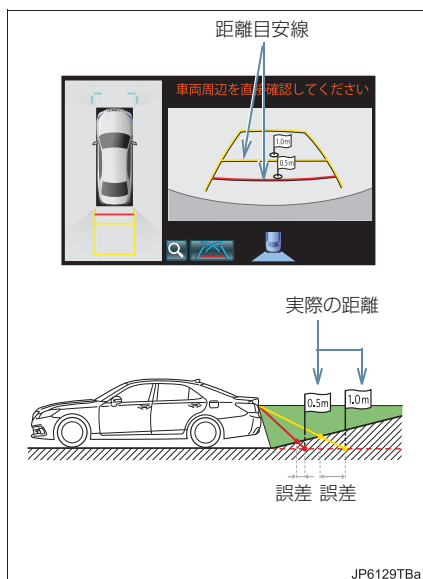 距離目安線
車両周辺を直接確認してください
1.0m
0.5m
実際の距離
0.5m
1.0m
誤差 誤差
JP6129TBa